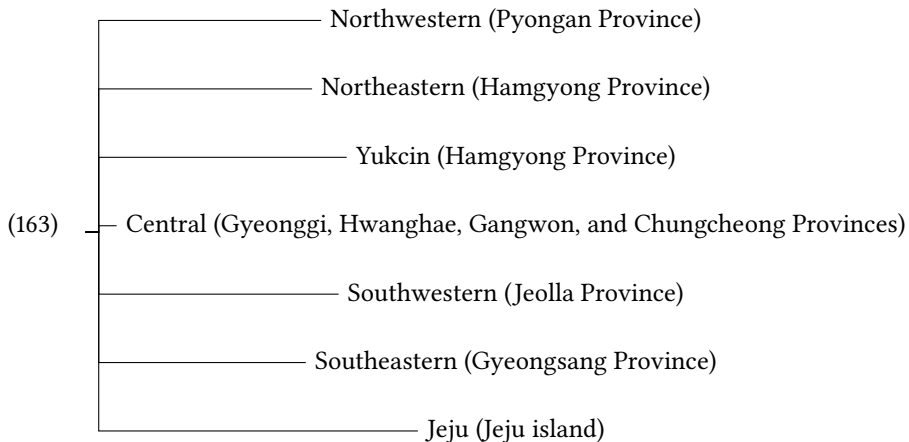 Northwestern (Pyongan Province)
Northeastern (Hamgyong Province)
Yukcin (Hamgyong Province)
(163) Central (Gyeonggi, Hwanghae, Gangwon, and Chungcheong Provinces)
Southwestern (Jeolla Province)
Southeastern (Gyeongsang Province)
Jeju (Jeju island)